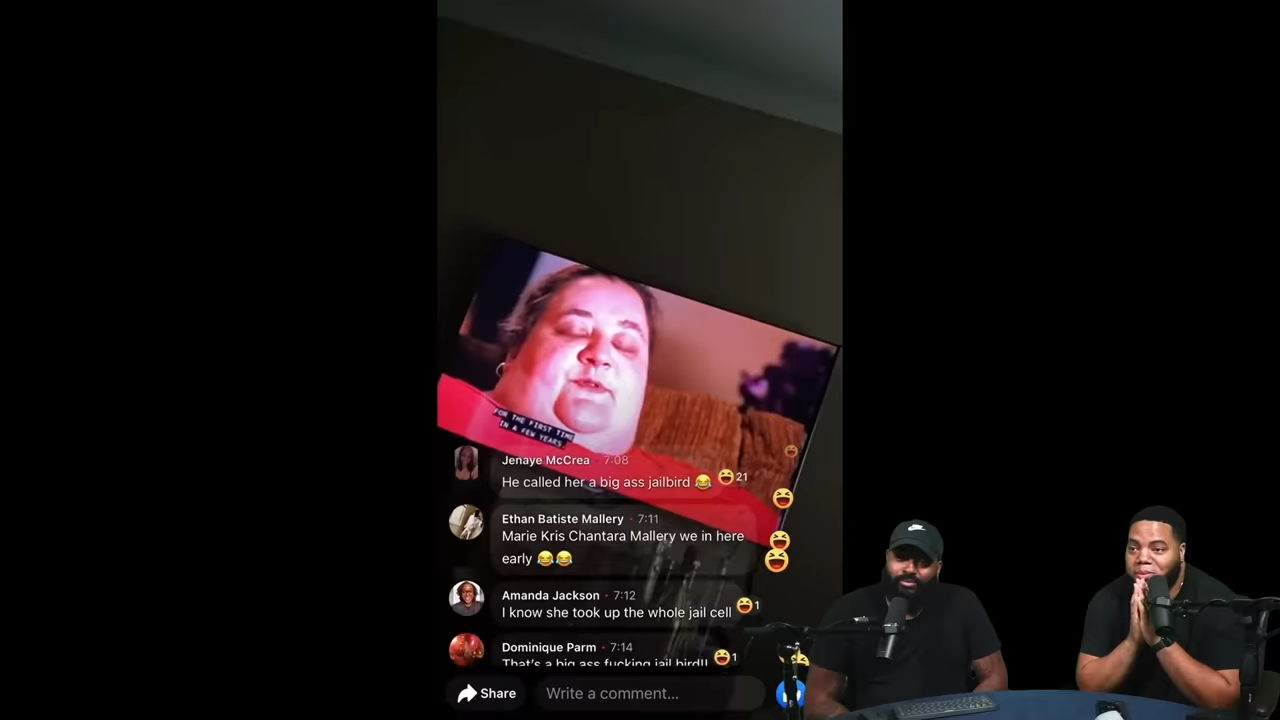 FOR THE FIRST TIME
IN A FEW YEARS.
Jenaye McCrea · 7:08
He called her a big ass jailbird 😂
21
Ethan Batiste Mallery · 7:11
Marie Kris Chantara Mallery we in here
early 😂😂
Amanda Jackson · 7:12
I know she took up the whole jail cell
1
Dominique Parm · 7:14
That's a big ass fucking jail bird!!
1
Share
Write a comment...